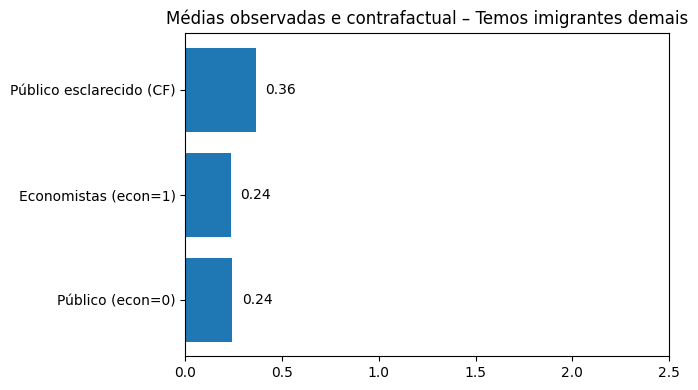 Médias observadas e contrafactual – Temos imigrantes demais
Público esclarecido (CF)
0.36
Economistas (econ=1)
0.24
Público (econ=0)
0.24
0.0 0.5 1.0 1.5 2.0 2.5